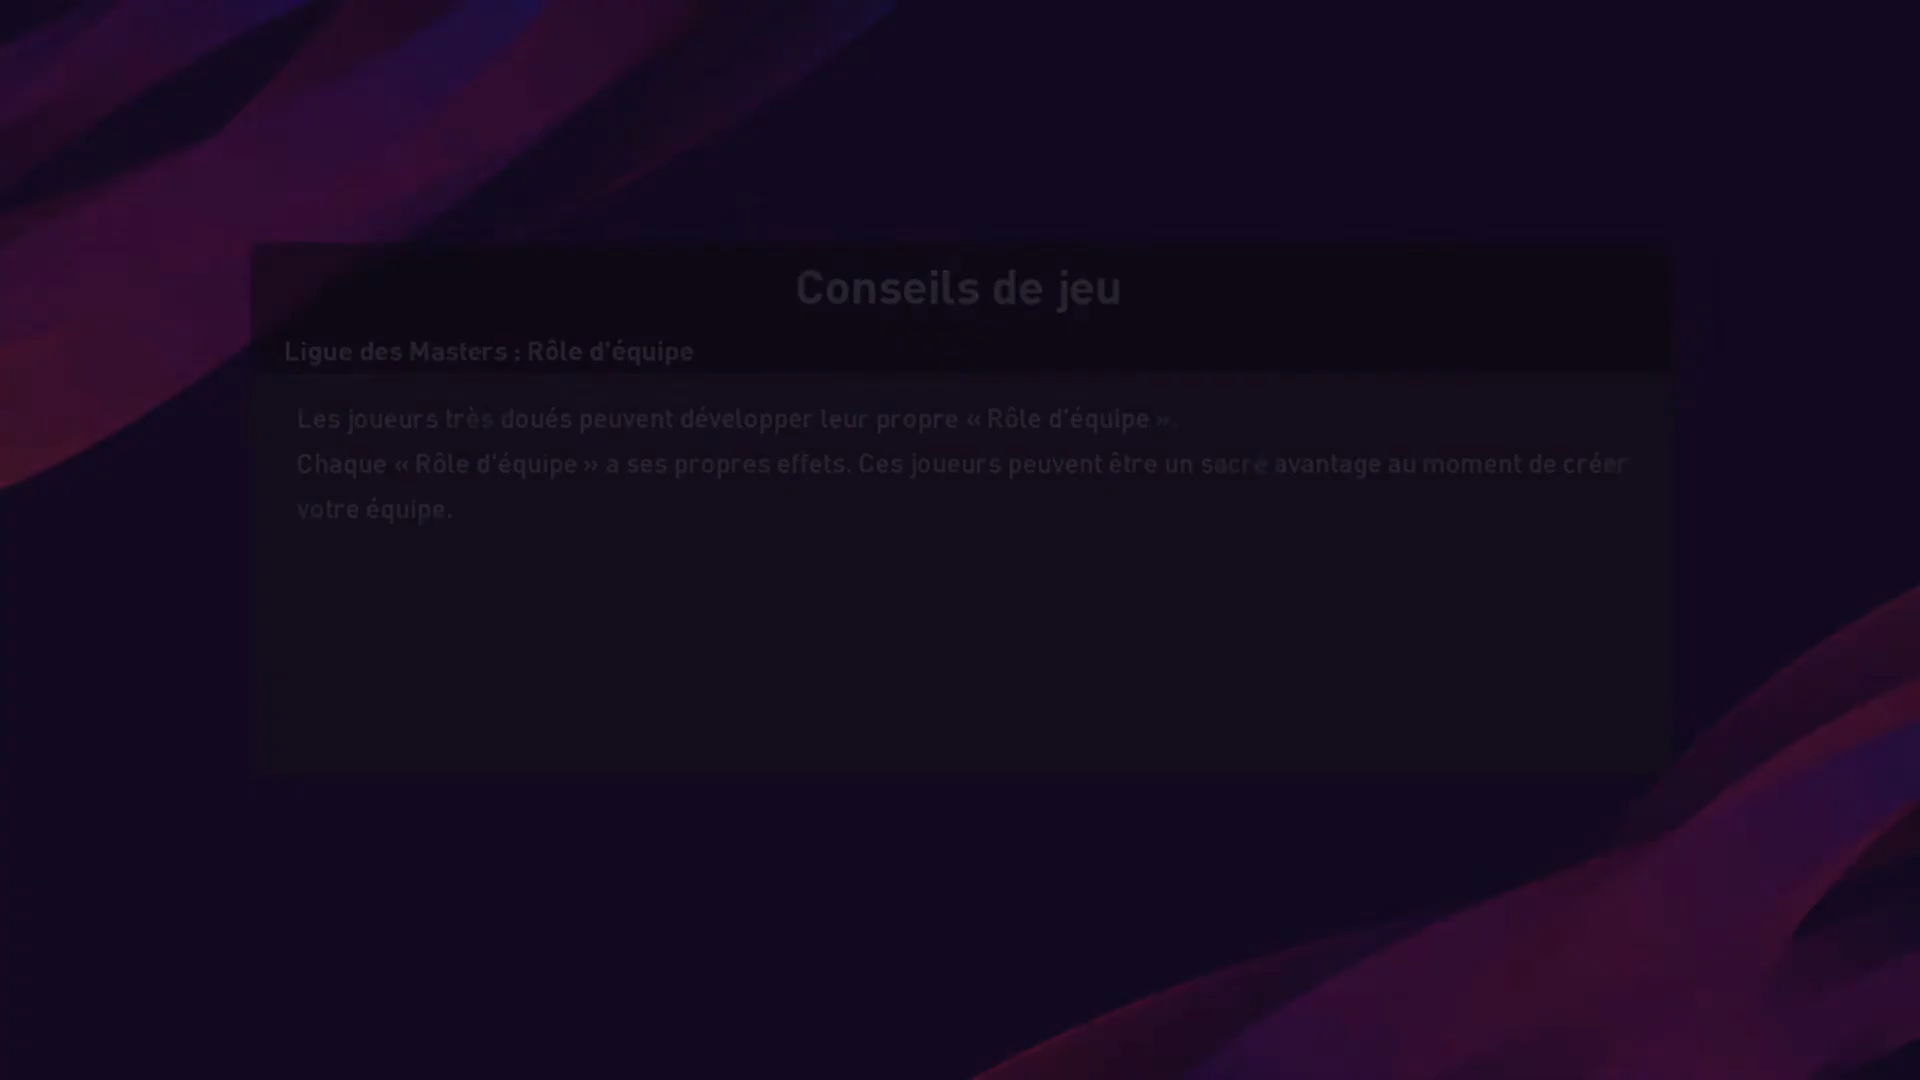 Conseils de jeu
Ligue des Masters : Rôle d'équipe
Les joueurs très doués peuvent développer leur propre « Rôle d'équipe ».
Chaque « Rôle d'équipe » a ses propres effets. Ces joueurs peuvent être un sacré avantage au moment de créer
votre équipe.